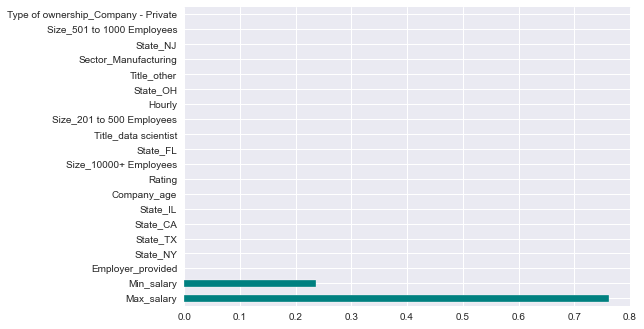 Type of ownership_Company - Private
Size_501 to 1000 Employees
State_NJ
Sector_Manufacturing
Title_other
State_OH
Hourly
Size_201 to 500 Employees
Title_data scientist
State_FL
Size_10000+ Employees
Rating
Company_age
State_IL
State_CA
State_TX
State_NY
Employer_provided
Min_salary
Max_salary
0.0 0.1 0.2 0.3 0.4 0.5 0.6 0.7 0.8